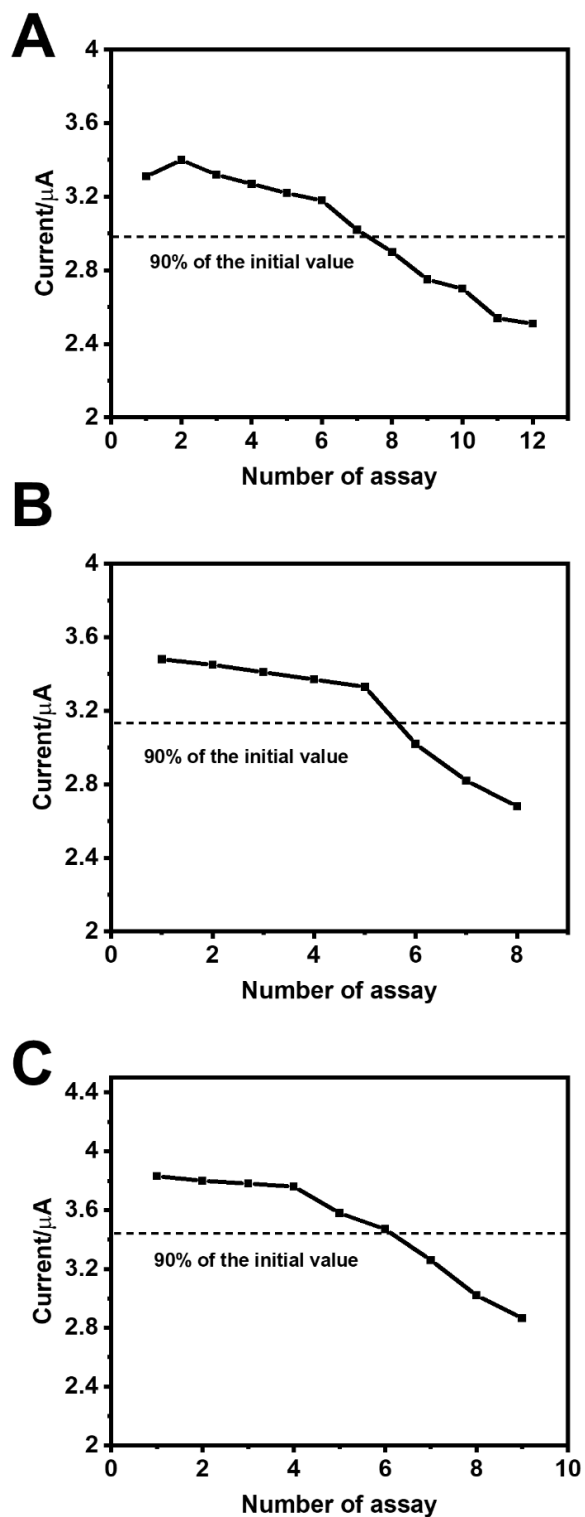 A
4
3.6
3.2
2.8
2.4
2
Current/μA
90% of the initial value
0 2 4 6 8 10 12
Number of assay
B
4
3.6
3.2
2.8
2.4
2
Current/μA
90% of the initial value
0 2 4 6 8
Number of assay
C
4.4
4
3.6
3.2
2.8
2.4
2
Current/μA
90% of the initial value
0 2 4 6 8 10
Number of assay